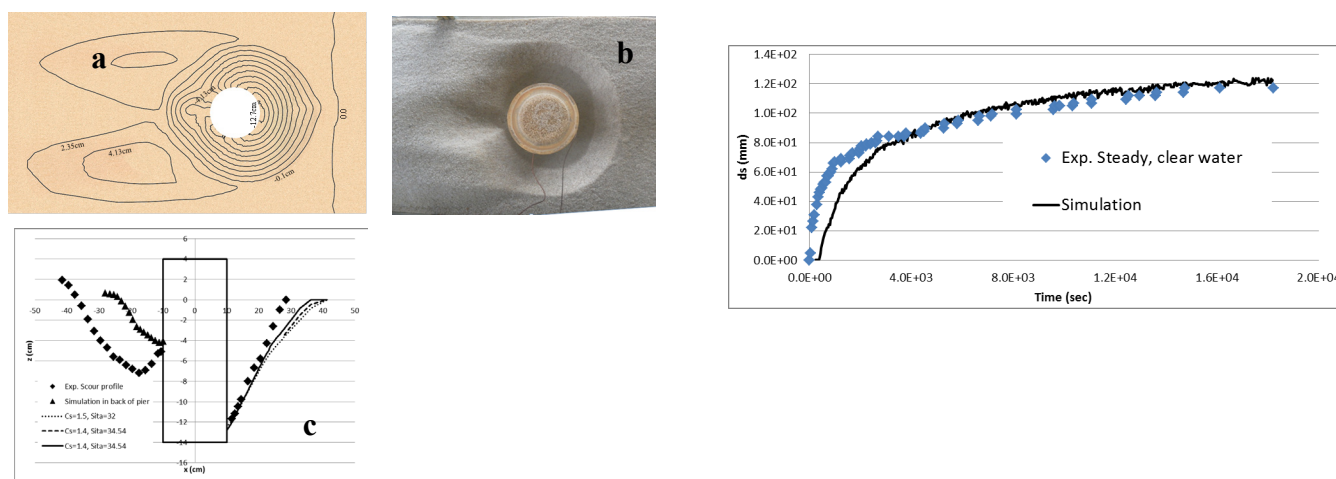 a
4.13cm
-12.7cm
0.0
2.35cm
4.13cm
-0.1cm
b
6
4
2
0
-2
-4
-6
-8
-10
-12
-14
-16
-50 -40 -30 -20 -10 0 10 20 30 40 50
z (cm)
x (cm)
Exp. Scour profile
Simulation in back of pier
Cs=1.5, Sita=32
Cs=1.4, Sita=34.54
Cs=1.4, Sita=34.54
c
1.4E+02
1.2E+02
1.0E+02
8.0E+01
6.0E+01
4.0E+01
2.0E+01
0.0E+00
ds (mm)
Exp. Steady, clear water
Simulation
0.0E+00 4.0E+03 8.0E+03 1.2E+04 1.6E+04 2.0E+04
Time (sec)